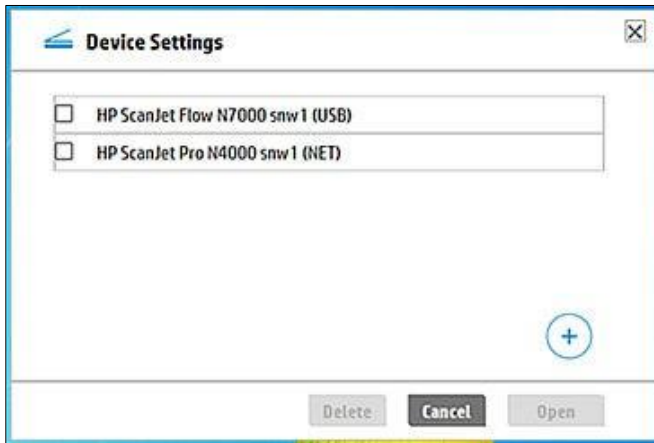 Device Settings
HP ScanJet Flow N7000 snw1 (USB)
HP ScanJet Pro N4000 snw1 (NET)
Delete Cancel Open